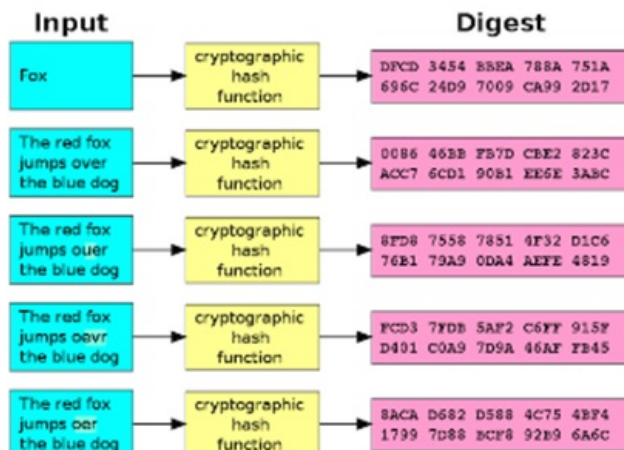 Input
Digest
Fox
cryptographic
hash
function
DFCD 3454 BBEA 788A 751A
696C 24D9 7009 CA99 2D17
The red fox
jumps over
the blue dog
cryptographic
hash
function
0086 46BB FB7D CBE2 823C
ACC7 6CD1 90B1 EE6E 3ABC
The red fox
jumps ouer
the blue dog
cryptographic
hash
function
8FD8 7558 7851 4F32 D1C6
76B1 79A9 0DA4 AEFE 4819
The red fox
jumps oevr
the blue dog
cryptographic
hash
function
FCD3 7FDB 5AF2 C6FF 915F
D401 C0A9 7D9A 46AF FB45
The red fox
jumps oer
the blue dog
cryptographic
hash
function
8ACA D682 D588 4C75 4BF4
1799 7D88 BCF8 92B9 6A6C